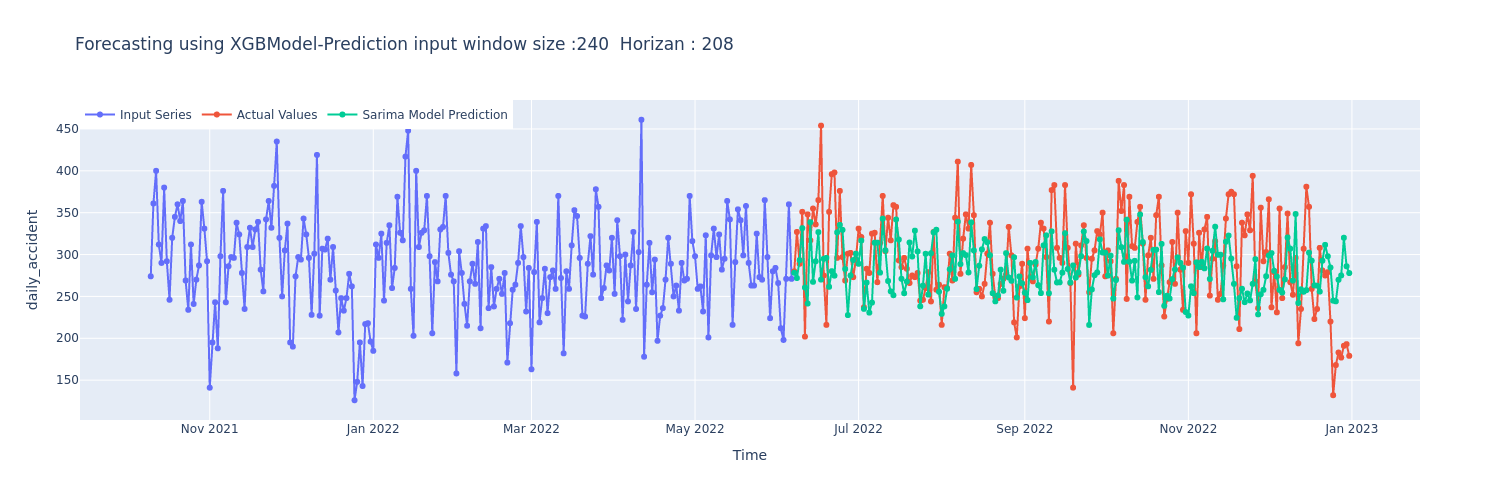 Forecasting using XGBModel-Prediction input window size :240  Horizan : 208
Input Series
Actual Values
Sarima Model Prediction
450
400
350
300
250
200
150
daily_accident
Nov 2021
Jan 2022
Mar 2022
May 2022
Jul 2022
Sep 2022
Nov 2022
Jan 2023
Time